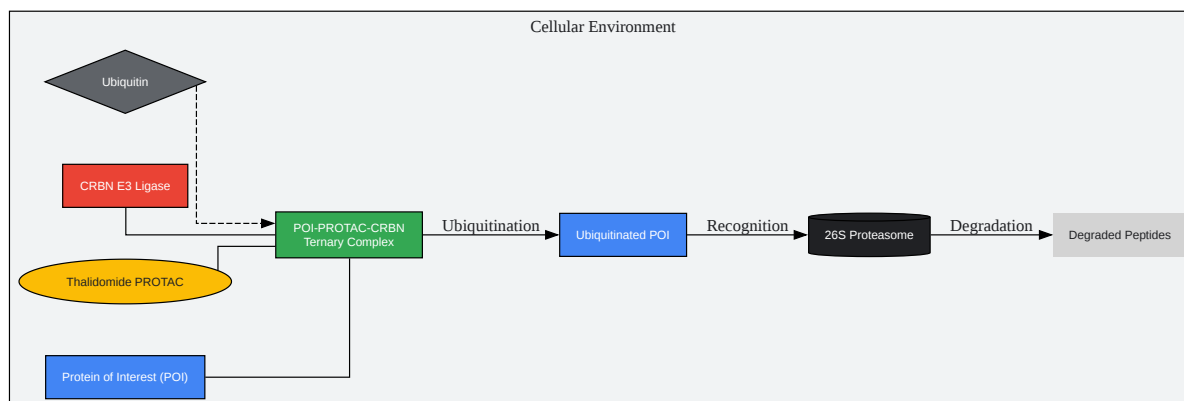 Cellular Environment
Ubiquitin
CRBN E3 Ligase
Thalidomide PROTAC
Protein of Interest (POI)
POI-PROTAC-CRBN
Ternary Complex
Ubiquitination
Ubiquitinated POI
Recognition
26S Proteasome
Degradation
Degraded Peptides